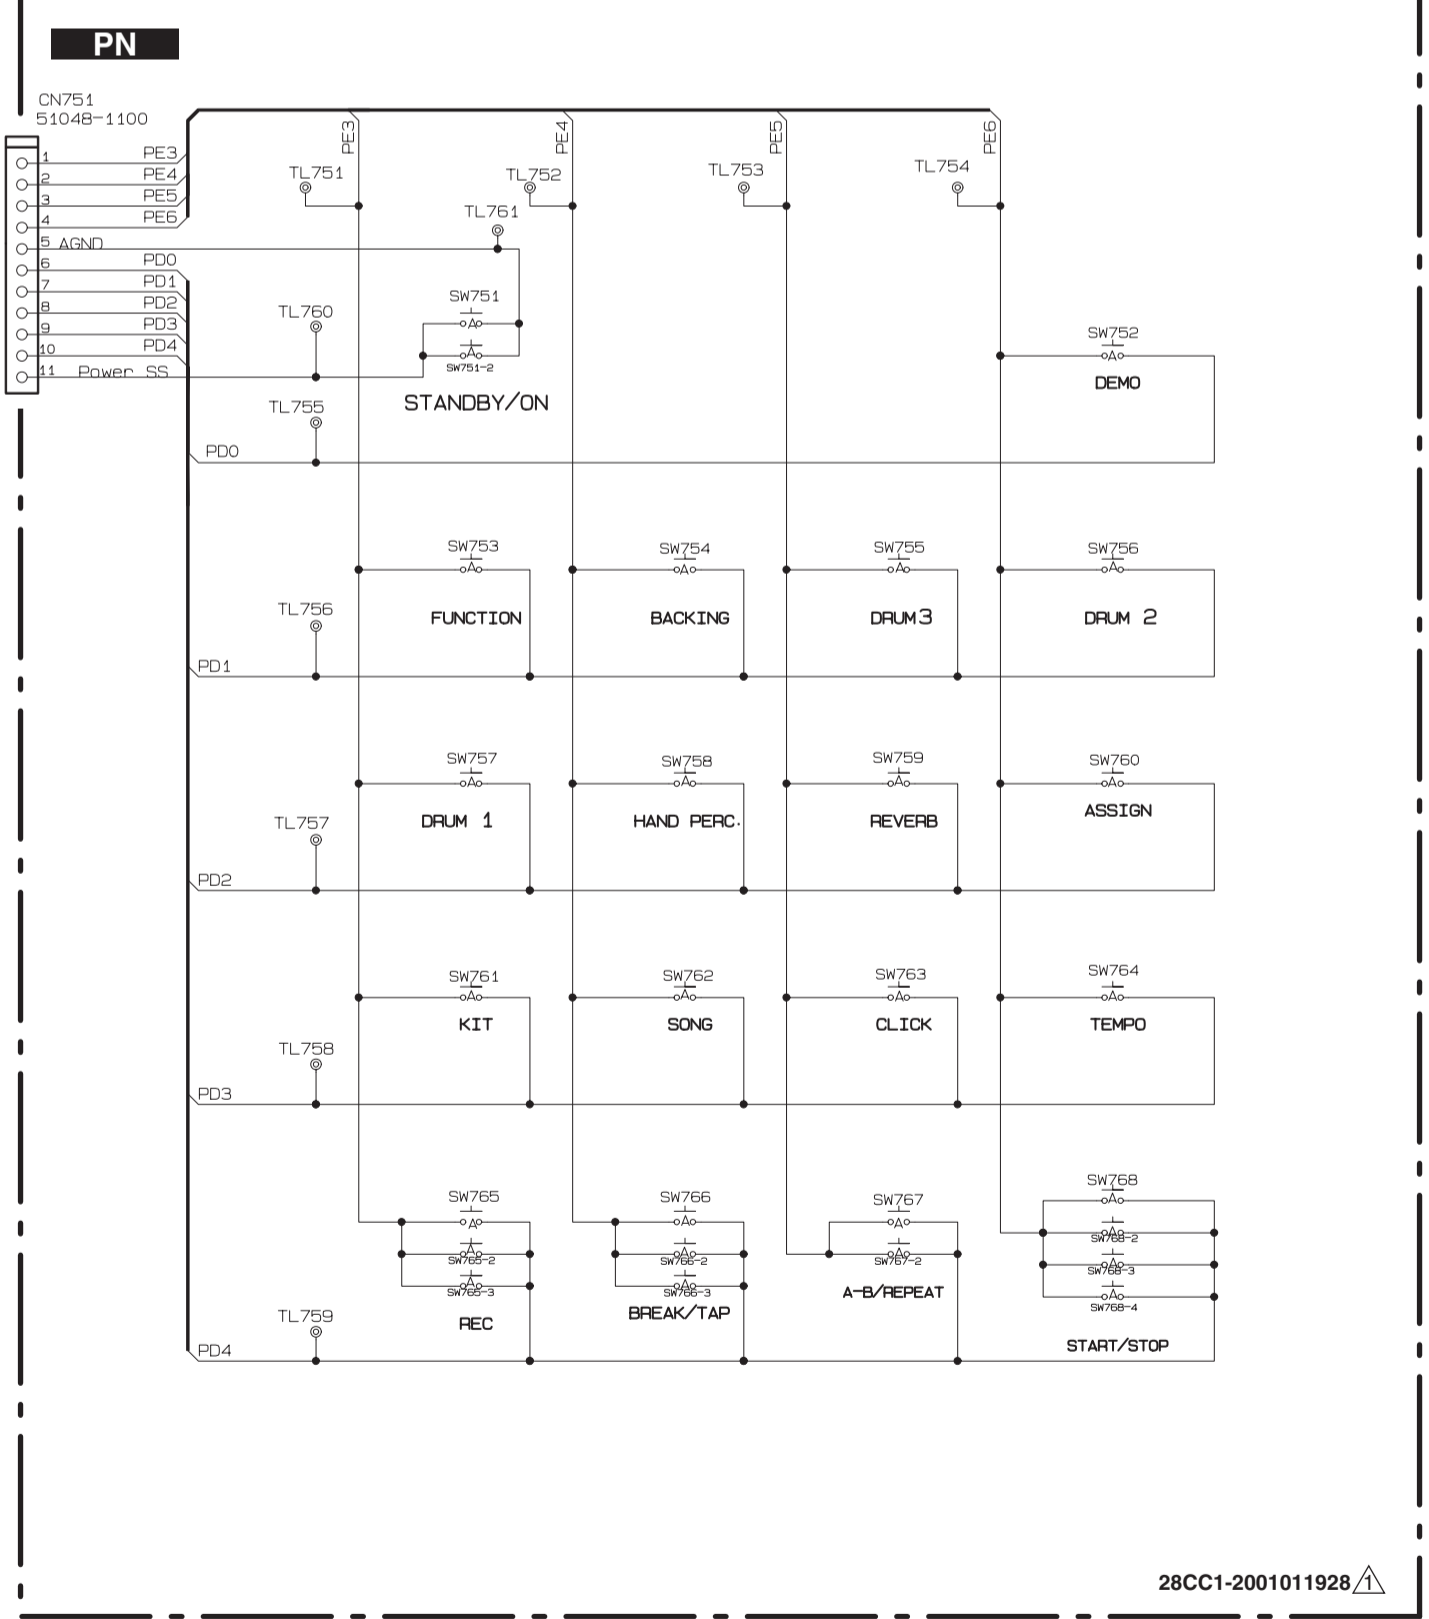 PN
CN751
51048-1100
1 PE3
2 PE4
3 PE5
4 PE6
5 AGND
6 PD0
7 PD1
8 PD2
9 PD3
10 PD4
11 Power SS
PE3 PE4 PE5 PE6
TL751 TL752 TL753 TL754
TL761
SW751
TL760
SW751-2
STANDBY/ON
SW752
DEMO
TL755
PD0
SW753 SW754 SW755 SW756
FUNCTION BACKING DRUM3 DRUM 2
TL756
PD1
SW757 SW758 SW759 SW760
DRUM 1 HAND PERC. REVERB ASSIGN
TL757
PD2
SW761 SW762 SW763 SW764
KIT SONG CLICK TEMPO
TL758
PD3
SW765 SW766 SW767 SW768
SW765-2 SW766-2 SW767-2 SW768-2
SW765-3 SW766-3 SW768-3
SW768-4
REC BREAK/TAP A-B/REPEAT START/STOP
TL759
PD4
28CC1-2001011928 1